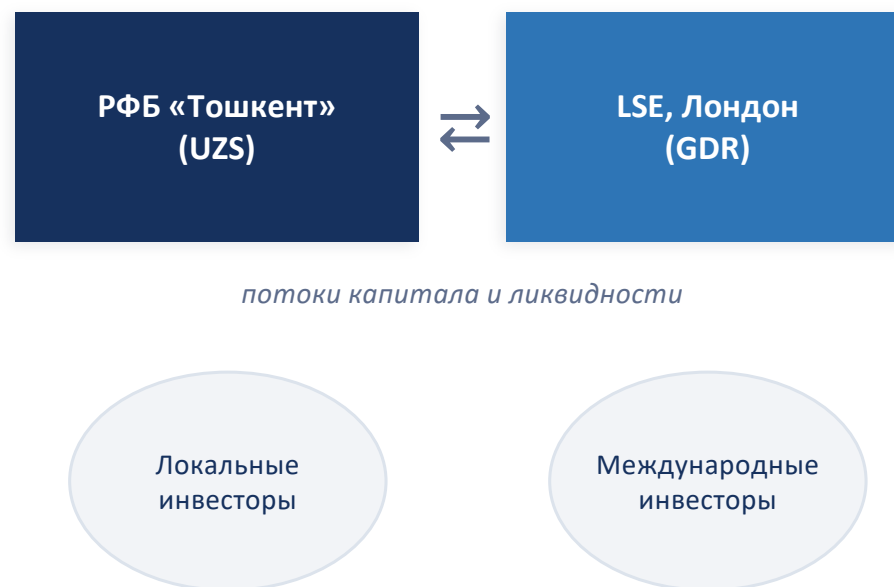 РФБ «Тошкент»
(UZS)
⇄
LSE, Лондон
(GDR)
потоки капитала и ликвидности
Локальные
инвесторы
Международные
инвесторы